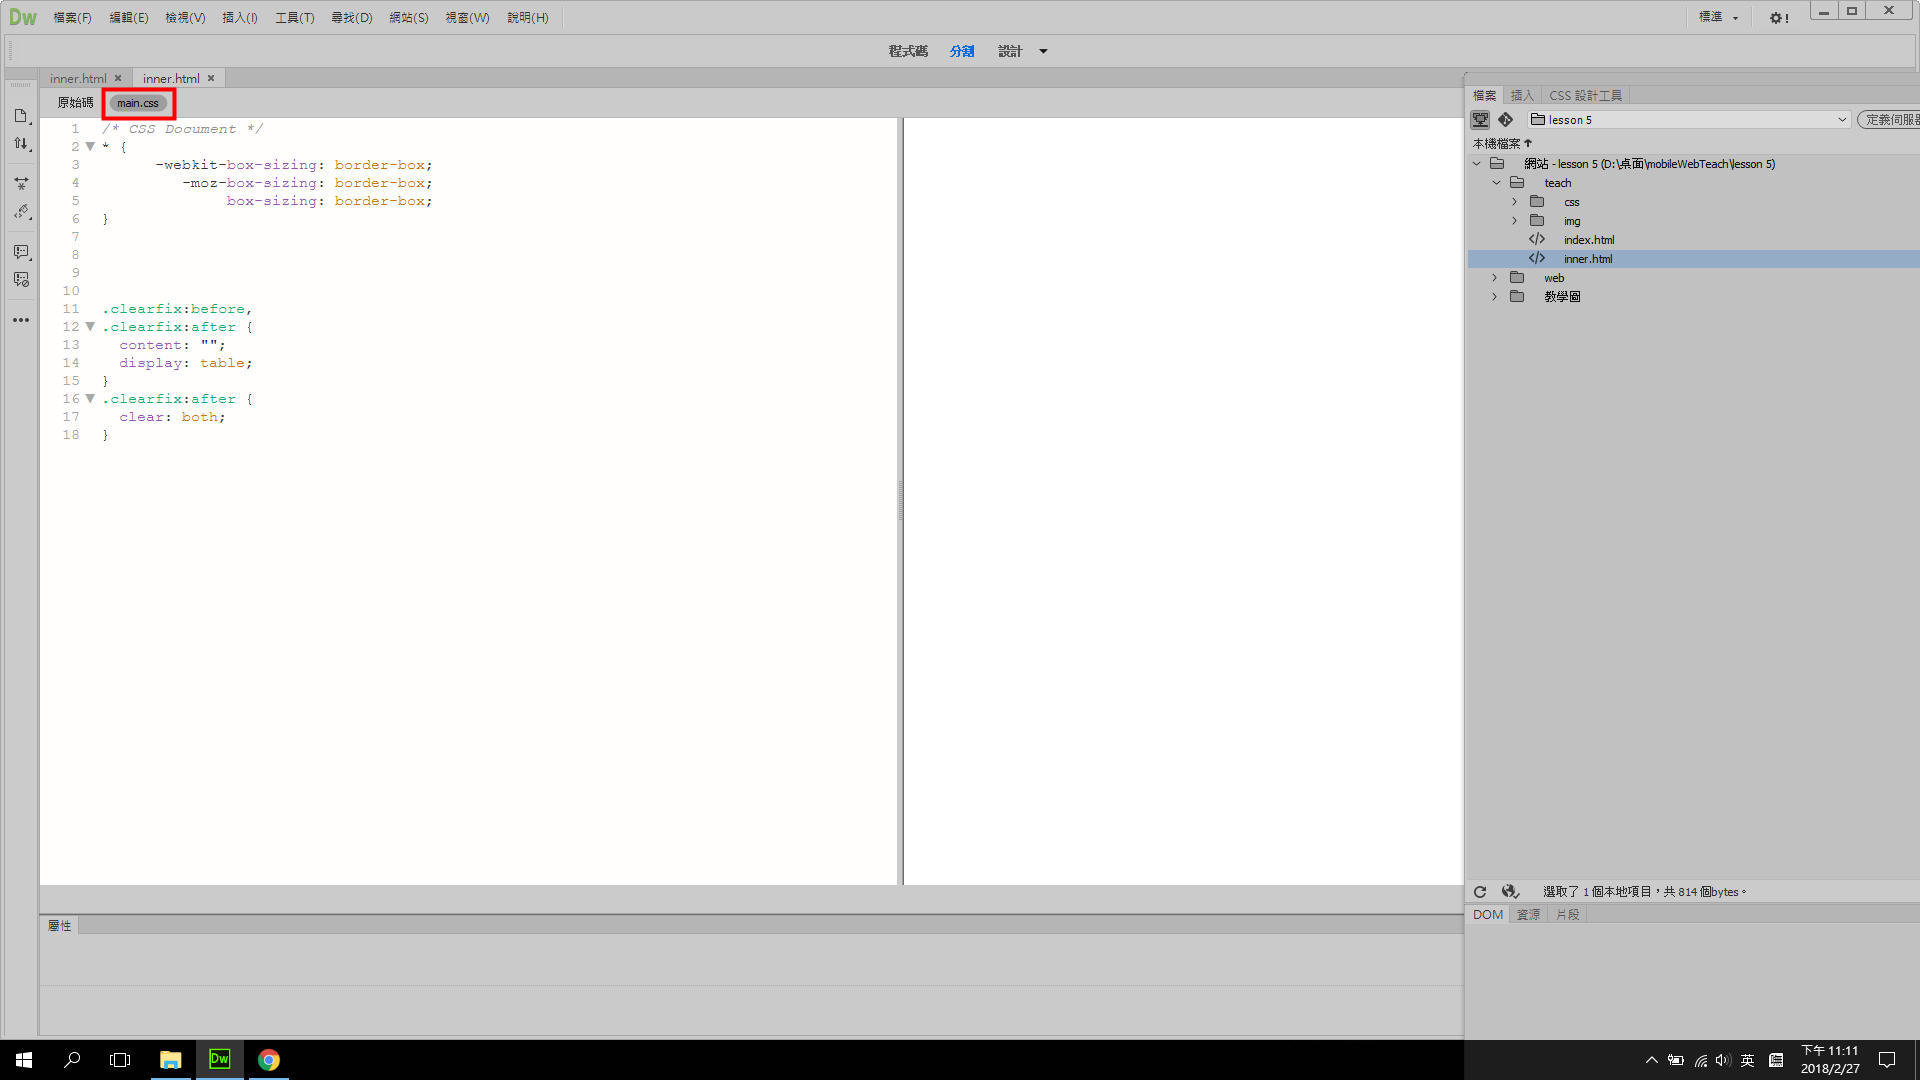 Dw 檔案(F) 編輯(E) 檢視(V) 插入(I) 工具(T) 尋找(D) 網站(S) 視窗(W) 說明(H) 標準
程式碼 分割 設計
inner.html × inner.html ×
原始碼 main.css
1 /* CSS Document */
2 * {
3 -webkit-box-sizing: border-box;
4 -moz-box-sizing: border-box;
5 box-sizing: border-box;
6 }
7
8
9
10
11 .clearfix:before,
12 .clearfix:after {
13 content: "";
14 display: table;
15 }
16 .clearfix:after {
17 clear: both;
18 }
檔案 插入 CSS 設計工具
lesson 5 定義伺服器
本機檔案
網站 - lesson 5 (D:\桌面\mobileWebTeach\lesson 5)
teach
css
img
index.html
inner.html
web
教學圖
選取了 1 個本地項目，共 814 個bytes。
DOM 資源 片段
屬性
Dw
英
下午 11:11
2018/2/27